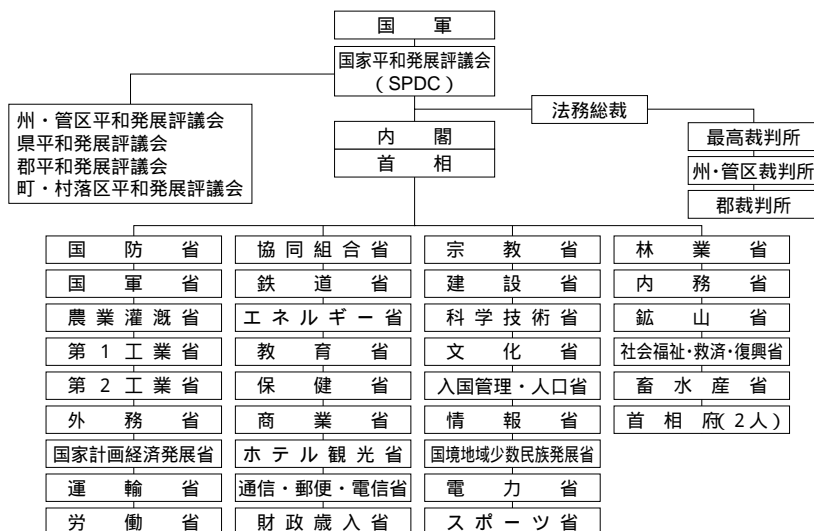 国軍
国家平和発展評議会
(SPDC)
法務総裁
州・管区平和発展評議会
県平和発展評議会
郡平和発展評議会
町・村落区平和発展評議会
内閣
首相
最高裁判所
州・管区裁判所
郡裁判所
国防省
国軍省
農業灌漑省
第1工業省
第2工業省
外務省
国家計画経済発展省
運輸省
労働省
協同組合省
鉄道省
エネルギー省
教育省
保健省
商業省
ホテル観光省
通信・郵便・電信省
財政歳入省
宗教省
建設省
科学技術省
文化省
入国管理・人口省
情報省
国境地域少数民族発展省
電力省
スポーツ省
林業省
内務省
鉱山省
社会福祉・救済・復興省
畜水産省
首相府(2人)